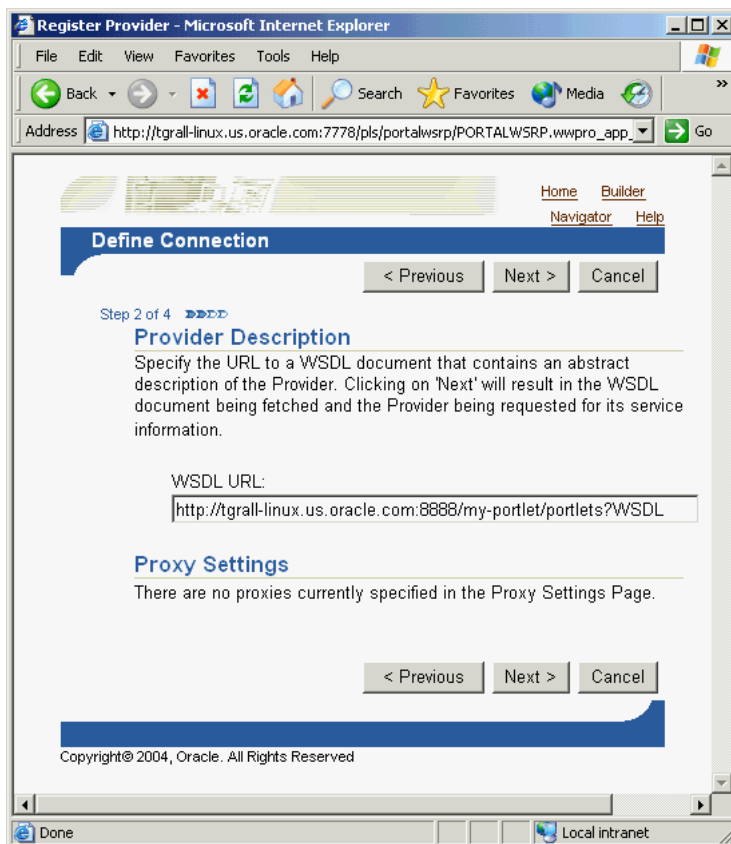 Register Provider - Microsoft Internet Explorer
File Edit View Favorites Tools Help
Back Search Favorites Media »
Address http://tgrall-linux.us.oracle.com:7778/pls/portalwsrp/PORTALWSRP.wwpro_app_ Go
Home Builder
Navigator Help
Define Connection
< Previous Next > Cancel
Step 2 of 4
Provider Description
Specify the URL to a WSDL document that contains an abstract
description of the Provider. Clicking on 'Next' will result in the WSDL
document being fetched and the Provider being requested for its service
information.
WSDL URL:
http://tgrall-linux.us.oracle.com:8888/my-portlet/portlets?WSDL
Proxy Settings
There are no proxies currently specified in the Proxy Settings Page.
< Previous Next > Cancel
Copyright© 2004, Oracle. All Rights Reserved
Done Local intranet